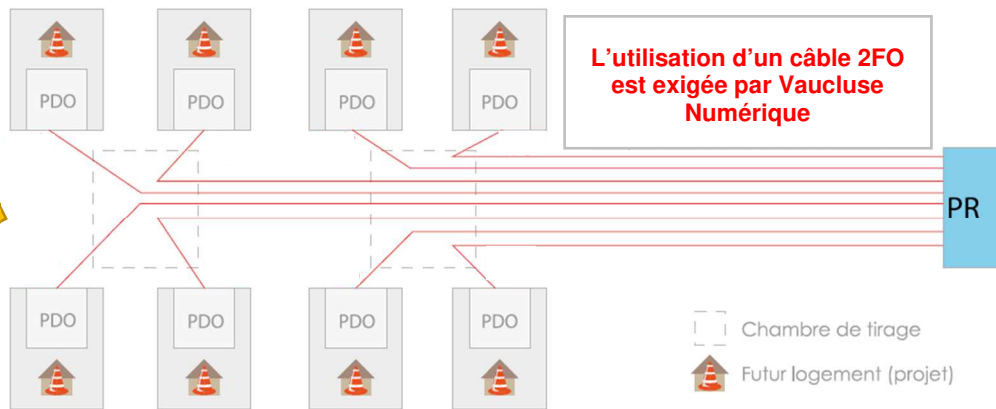 L'utilisation d'un câble 2FO
est exigée par Vaucluse
Numérique
PDO PDO PDO PDO
PR
PDO PDO PDO PDO
Chambre de tirage
Futur logement (projet)